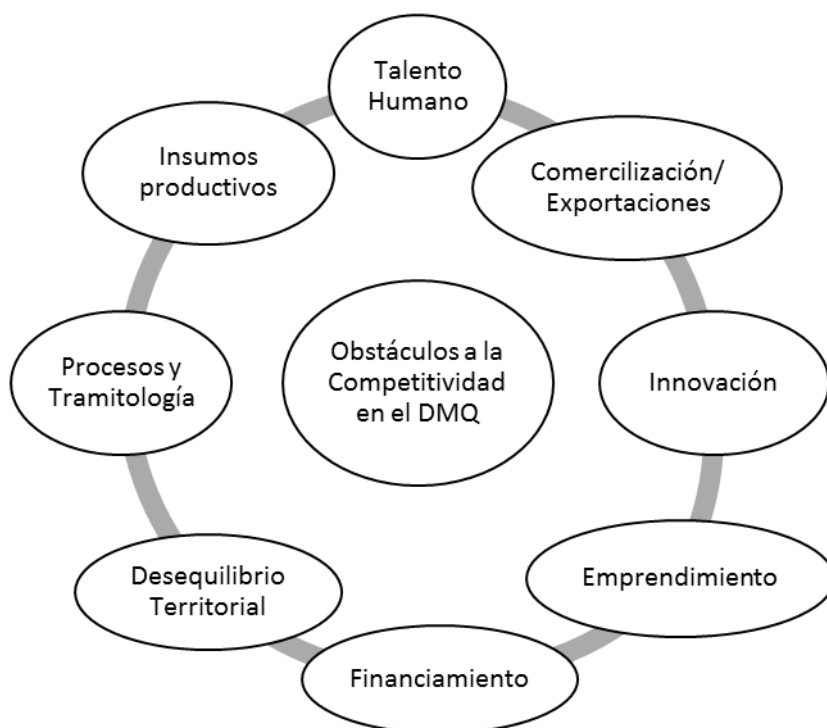 Talento
Humano
Insumos
productivos
Comercilización/
Exportaciones
Procesos y
Tramitología
Obstáculos a la
Competitividad
en el DMQ
Innovación
Desequilibrio
Territorial
Emprendimiento
Financiamiento